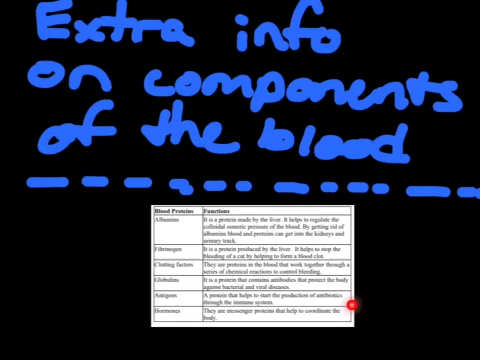 Extra info
on components
of the blood
Blood Proteins Functions
Albumins It is a protein made by the liver. It helps to regulate the
colloidal osmotic pressure of the blood. By getting rid of
albumins blood and proteins can get into the kidneys and
urinary track.
Fibrinogen It is a protein produced by the liver. It helps to stop the
bleeding of a cut by helping to form a blood clot.
Clotting factors They are proteins in the blood that work together through a
series of chemical reactions to control bleeding.
Globulins It is a protein that contains antibodies that protect the body
against bacterial and viral diseases.
Antigens A protein that helps to start the production of antibiotics
through the immune system.
Hormones They are messenger proteins that help to coordinate the
body.